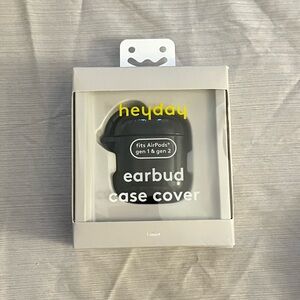 heyday
fits AirPods®
gen 1 & gen 2
earbud
case cover